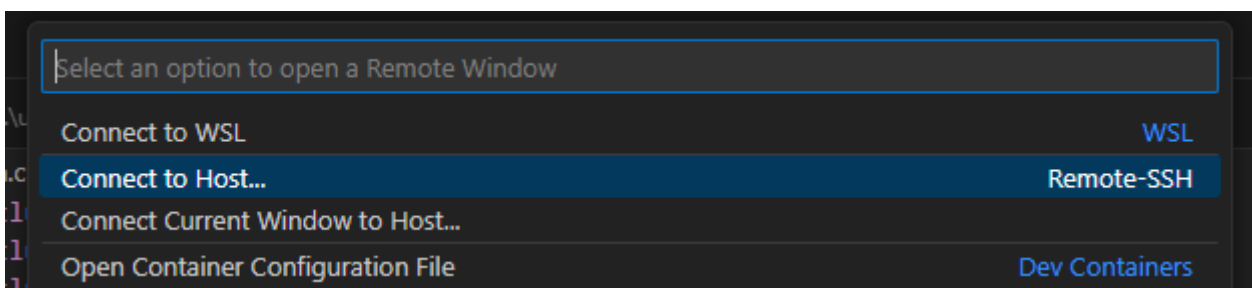 Select an option to open a Remote Window
Connect to WSL WSL
Connect to Host... Remote-SSH
Connect Current Window to Host...
Open Container Configuration File Dev Containers